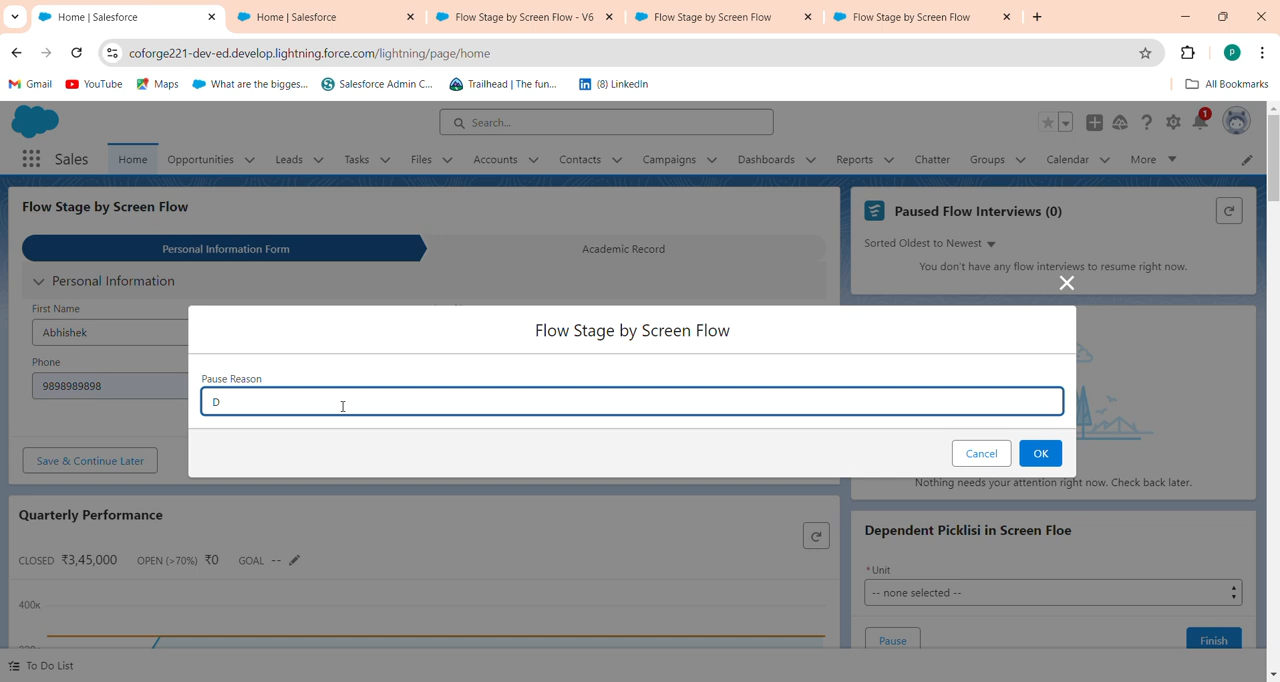 Home | Salesforce
Home | Salesforce
Flow Stage by Screen Flow - V6
Flow Stage by Screen Flow
Flow Stage by Screen Flow
coforge221-dev-ed.develop.lightning.force.com/lightning/page/home
P
Gmail
YouTube
Maps
What are the bigges...
Salesforce Admin C...
Trailhead | The fun...
(8) LinkedIn
All Bookmarks
Search...
1
Sales
Home
Opportunities
Leads
Tasks
Files
Accounts
Contacts
Campaigns
Dashboards
Reports
Chatter
Groups
Calendar
More
Flow Stage by Screen Flow
Personal Information Form
Academic Record
Personal Information
First Name
Abhishek
Phone
9898989898
Save & Continue Later
Paused Flow Interviews (0)
Sorted Oldest to Newest
You don't have any flow interviews to resume right now.
Flow Stage by Screen Flow
Pause Reason
D
Cancel
OK
Nothing needs your attention right now. Check back later.
Quarterly Performance
CLOSED ₹3,45,000 OPEN (>70%) ₹0 GOAL --
400K
Dependent Picklisi in Screen Floe
* Unit
-- none selected --
Pause
Finish
To Do List